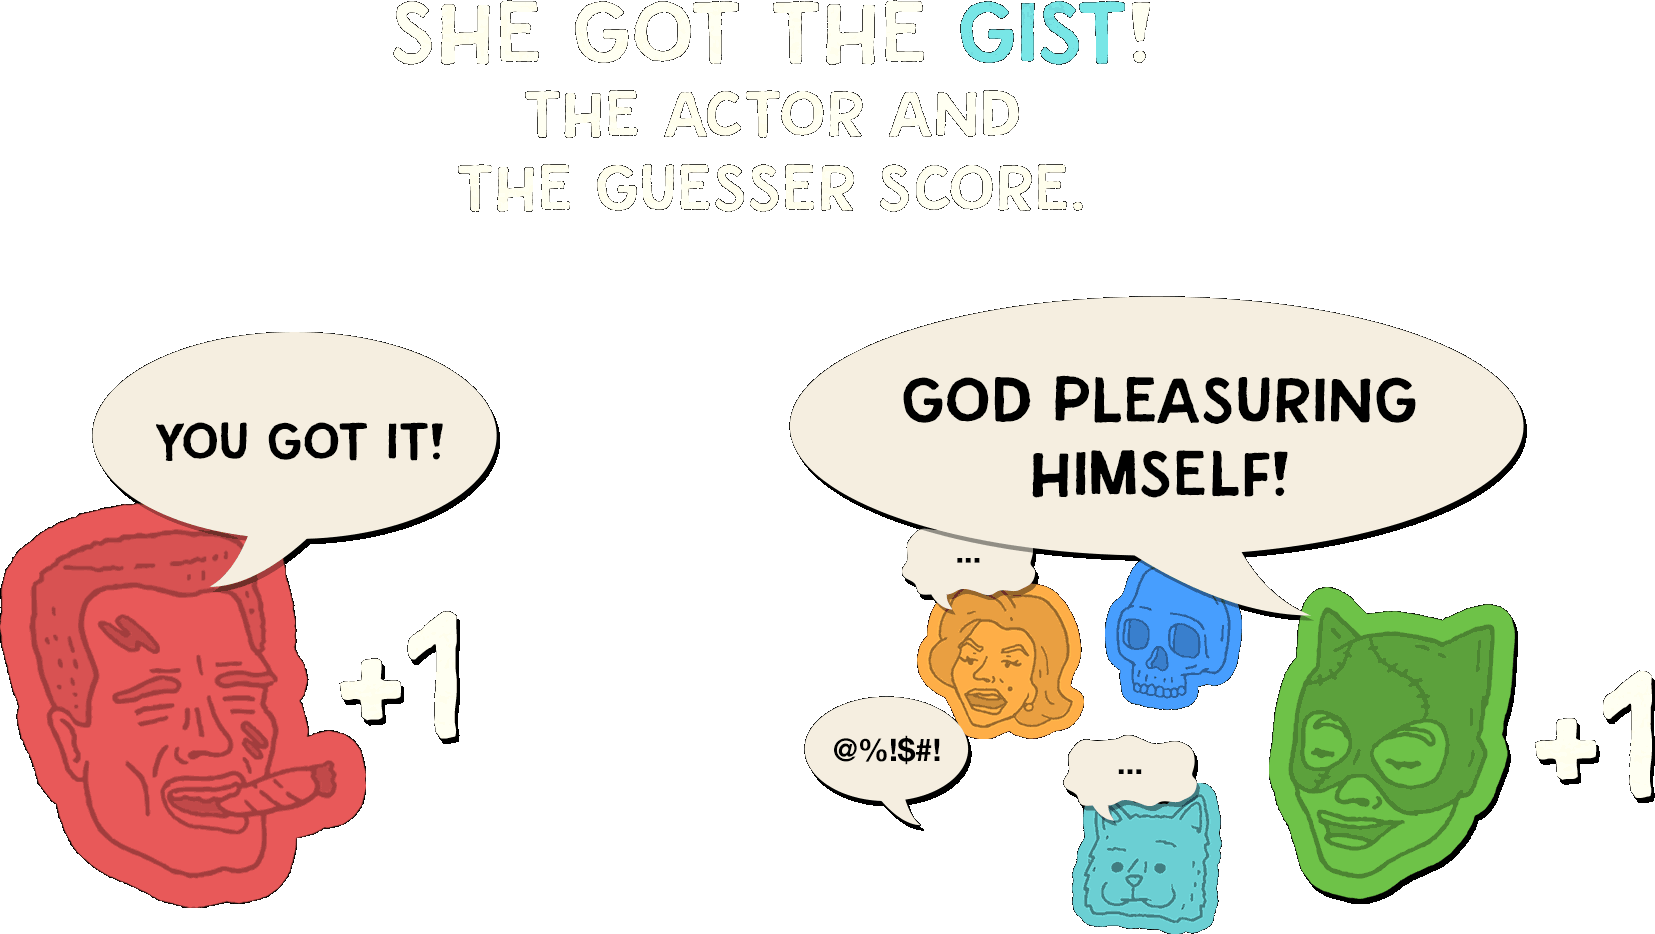 SHE GOT THE GIST!
THE ACTOR AND
THE GUESSER SCORE.
YOU GOT IT!
+1
GOD PLEASURING
HIMSELF!
...
@%!$#!
...
+1